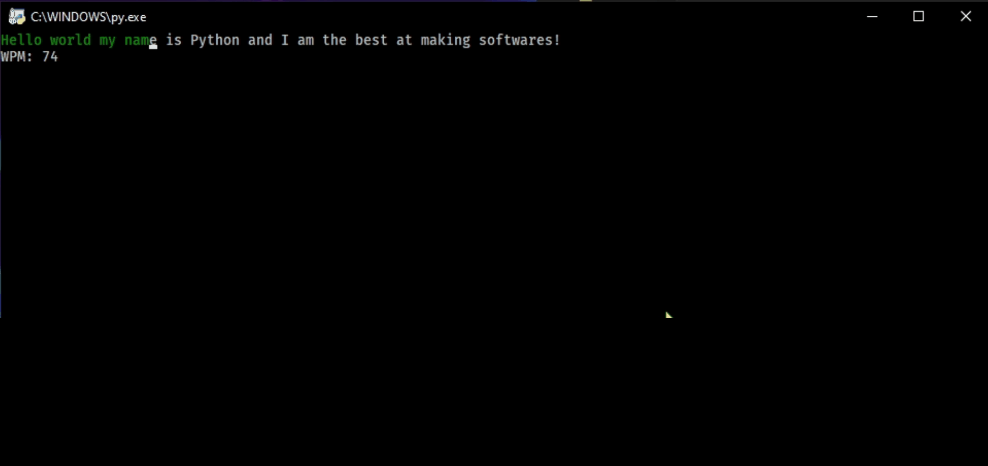 C:\WINDOWS\py.exe
Hello world my name is Python and I am the best at making softwares!
WPM: 74